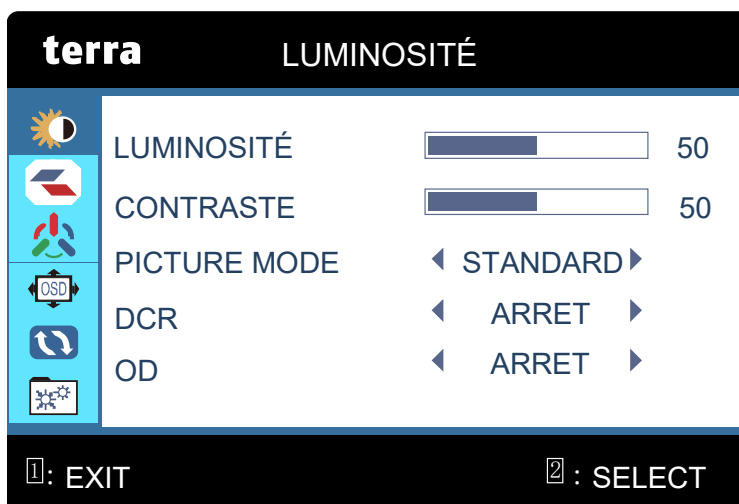 terra LUMINOSITÉ
LUMINOSITÉ 50
CONTRASTE 50
PICTURE MODE STANDARD
DCR ARRET
OSD
OD ARRET
1: EXIT 2 : SELECT